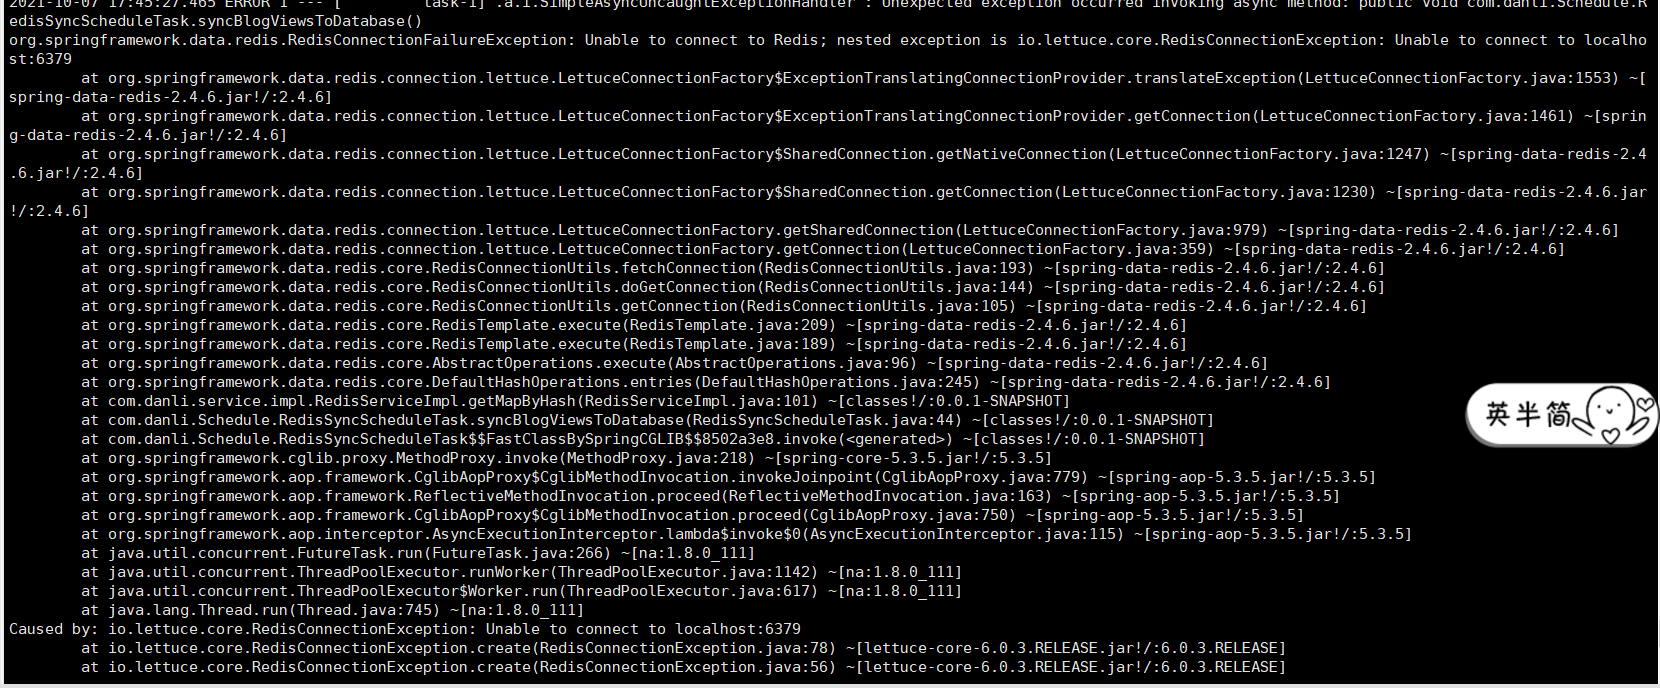 2021-10-07 17:45:27.465 ERROR 1 --- [         task-1] .a.i.SimpleAsyncUncaughtExceptionHandler : Unexpected exception occurred invoking async method: public void com.danli.Schedule.R
edisSyncScheduleTask.syncBlogViewsToDatabase()
org.springframework.data.redis.RedisConnectionFailureException: Unable to connect to Redis; nested exception is io.lettuce.core.RedisConnectionException: Unable to connect to localho
st:6379
        at org.springframework.data.redis.connection.lettuce.LettuceConnectionFactory$ExceptionTranslatingConnectionProvider.translateException(LettuceConnectionFactory.java:1553) ~[
spring-data-redis-2.4.6.jar!/:2.4.6]
        at org.springframework.data.redis.connection.lettuce.LettuceConnectionFactory$ExceptionTranslatingConnectionProvider.getConnection(LettuceConnectionFactory.java:1461) ~[sprin
g-data-redis-2.4.6.jar!/:2.4.6]
        at org.springframework.data.redis.connection.lettuce.LettuceConnectionFactory$SharedConnection.getNativeConnection(LettuceConnectionFactory.java:1247) ~[spring-data-redis-2.4
.6.jar!/:2.4.6]
        at org.springframework.data.redis.connection.lettuce.LettuceConnectionFactory$SharedConnection.getConnection(LettuceConnectionFactory.java:1230) ~[spring-data-redis-2.4.6.jar
!/:2.4.6]
        at org.springframework.data.redis.connection.lettuce.LettuceConnectionFactory.getSharedConnection(LettuceConnectionFactory.java:979) ~[spring-data-redis-2.4.6.jar!/:2.4.6]
        at org.springframework.data.redis.connection.lettuce.LettuceConnectionFactory.getConnection(LettuceConnectionFactory.java:359) ~[spring-data-redis-2.4.6.jar!/:2.4.6]
        at org.springframework.data.redis.core.RedisConnectionUtils.fetchConnection(RedisConnectionUtils.java:193) ~[spring-data-redis-2.4.6.jar!/:2.4.6]
        at org.springframework.data.redis.core.RedisConnectionUtils.doGetConnection(RedisConnectionUtils.java:144) ~[spring-data-redis-2.4.6.jar!/:2.4.6]
        at org.springframework.data.redis.core.RedisConnectionUtils.getConnection(RedisConnectionUtils.java:105) ~[spring-data-redis-2.4.6.jar!/:2.4.6]
        at org.springframework.data.redis.core.RedisTemplate.execute(RedisTemplate.java:209) ~[spring-data-redis-2.4.6.jar!/:2.4.6]
        at org.springframework.data.redis.core.RedisTemplate.execute(RedisTemplate.java:189) ~[spring-data-redis-2.4.6.jar!/:2.4.6]
        at org.springframework.data.redis.core.AbstractOperations.execute(AbstractOperations.java:96) ~[spring-data-redis-2.4.6.jar!/:2.4.6]
        at org.springframework.data.redis.core.DefaultHashOperations.entries(DefaultHashOperations.java:245) ~[spring-data-redis-2.4.6.jar!/:2.4.6]
        at com.danli.service.impl.RedisServiceImpl.getMapByHash(RedisServiceImpl.java:101) ~[classes!/:0.0.1-SNAPSHOT]
        at com.danli.Schedule.RedisSyncScheduleTask.syncBlogViewsToDatabase(RedisSyncScheduleTask.java:44) ~[classes!/:0.0.1-SNAPSHOT]
        at com.danli.Schedule.RedisSyncScheduleTask$$FastClassBySpringCGLIB$$8502a3e8.invoke(<generated>) ~[classes!/:0.0.1-SNAPSHOT]
        at org.springframework.cglib.proxy.MethodProxy.invoke(MethodProxy.java:218) ~[spring-core-5.3.5.jar!/:5.3.5]
        at org.springframework.aop.framework.CglibAopProxy$CglibMethodInvocation.invokeJoinpoint(CglibAopProxy.java:779) ~[spring-aop-5.3.5.jar!/:5.3.5]
        at org.springframework.aop.framework.ReflectiveMethodInvocation.proceed(ReflectiveMethodInvocation.java:163) ~[spring-aop-5.3.5.jar!/:5.3.5]
        at org.springframework.aop.framework.CglibAopProxy$CglibMethodInvocation.proceed(CglibAopProxy.java:750) ~[spring-aop-5.3.5.jar!/:5.3.5]
        at org.springframework.aop.interceptor.AsyncExecutionInterceptor.lambda$invoke$0(AsyncExecutionInterceptor.java:115) ~[spring-aop-5.3.5.jar!/:5.3.5]
        at java.util.concurrent.FutureTask.run(FutureTask.java:266) ~[na:1.8.0_111]
        at java.util.concurrent.ThreadPoolExecutor.runWorker(ThreadPoolExecutor.java:1142) ~[na:1.8.0_111]
        at java.util.concurrent.ThreadPoolExecutor$Worker.run(ThreadPoolExecutor.java:617) ~[na:1.8.0_111]
        at java.lang.Thread.run(Thread.java:745) ~[na:1.8.0_111]
Caused by: io.lettuce.core.RedisConnectionException: Unable to connect to localhost:6379
        at io.lettuce.core.RedisConnectionException.create(RedisConnectionException.java:78) ~[lettuce-core-6.0.3.RELEASE.jar!/:6.0.3.RELEASE]
        at io.lettuce.core.RedisConnectionException.create(RedisConnectionException.java:56) ~[lettuce-core-6.0.3.RELEASE.jar!/:6.0.3.RELEASE]
英半简